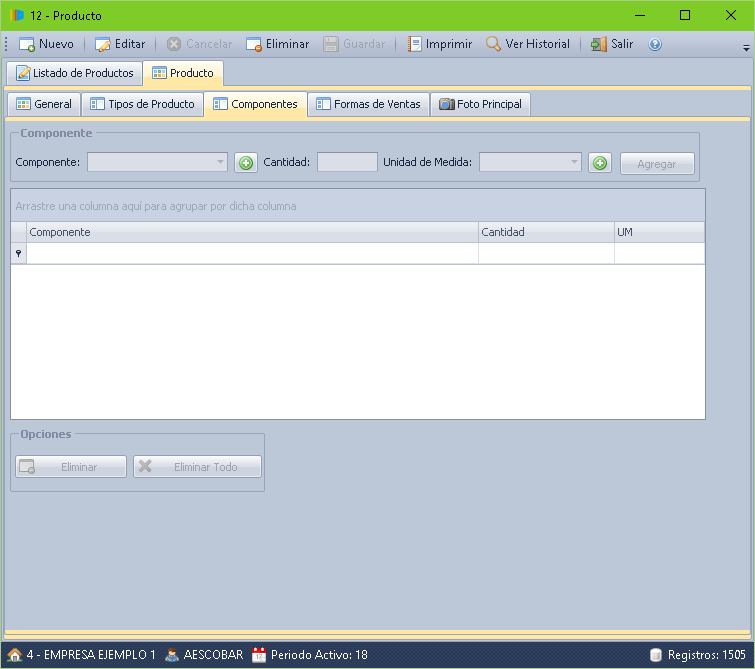 12 - Producto
Nuevo Editar Cancelar Eliminar Guardar Imprimir Ver Historial Salir
Listado de Productos Producto
General Tipos de Producto Componentes Formas de Ventas Foto Principal
Componente
Componente: Cantidad: Unidad de Medida: Agregar
Arrastre una columna aquí para agrupar por dicha columna
Componente Cantidad UM
Opciones
Eliminar Eliminar Todo
4 - EMPRESA EJEMPLO 1 AESCOBAR Periodo Activo: 18 Registros: 1505